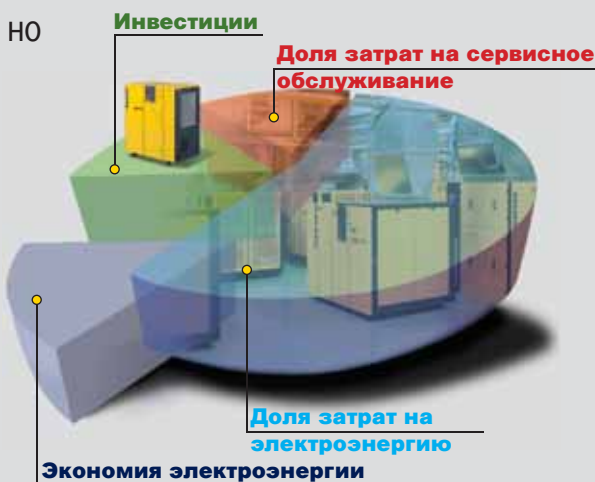 но
Инвестиции
Доля затрат на сервисное
обслуживание
Доля затрат на
электроэнергию
Экономия электроэнергии